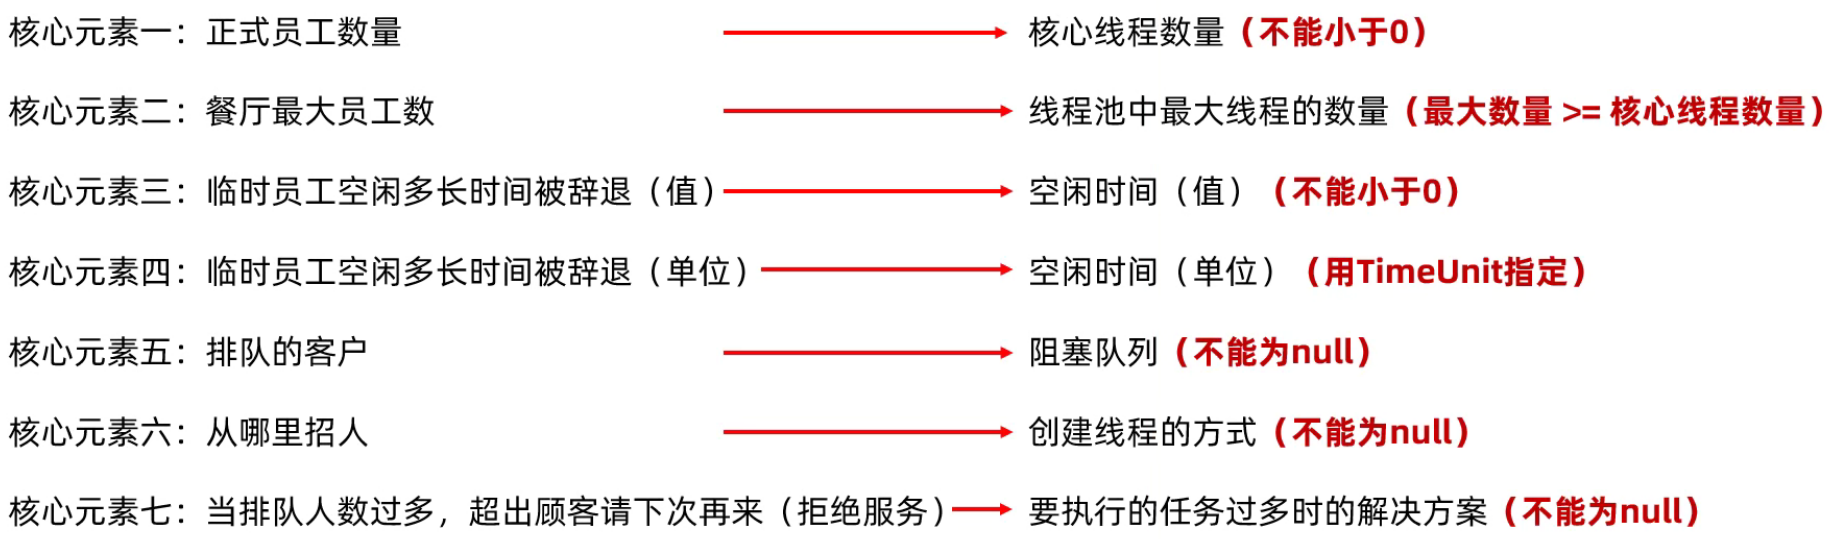 核心元素一：正式员工数量 核心线程数量（不能小于0）
核心元素二：餐厅最大员工数 线程池中最大线程的数量（最大数量 >= 核心线程数量）
核心元素三：临时员工空闲多长时间被辞退（值） 空闲时间（值）（不能小于0）
核心元素四：临时员工空闲多长时间被辞退（单位） 空闲时间（单位）（用TimeUnit指定）
核心元素五：排队的客户 阻塞队列（不能为null）
核心元素六：从哪里招人 创建线程的方式（不能为null）
核心元素七：当排队人数过多，超出顾客请下次再来（拒绝服务） 要执行的任务过多时的解决方案（不能为null）